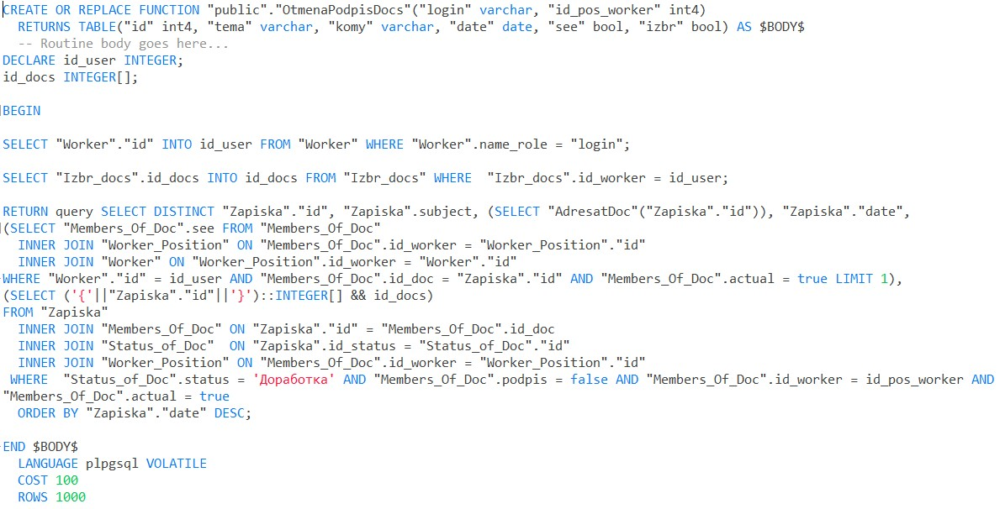 CREATE OR REPLACE FUNCTION "public"."OtmenaPodpisDocs"("login" varchar, "id_pos_worker" int4)
  RETURNS TABLE("id" int4, "tema" varchar, "komy" varchar, "date" date, "see" bool, "izbr" bool) AS $BODY$
  -- Routine body goes here...
DECLARE id_user INTEGER;
id_docs INTEGER[];

BEGIN

SELECT "Worker"."id" INTO id_user FROM "Worker" WHERE "Worker".name_role = "login";

SELECT "Izbr_docs".id_docs INTO id_docs FROM "Izbr_docs" WHERE  "Izbr_docs".id_worker = id_user;

RETURN query SELECT DISTINCT "Zapiska"."id", "Zapiska".subject, (SELECT "AdresatDoc"("Zapiska"."id")), "Zapiska"."date",
(SELECT "Members_Of_Doc".see FROM "Members_Of_Doc"
  INNER JOIN "Worker_Position" ON "Members_Of_Doc".id_worker = "Worker_Position"."id"
  INNER JOIN "Worker" ON "Worker_Position".id_worker = "Worker"."id"
WHERE "Worker"."id" = id_user AND "Members_Of_Doc".id_doc = "Zapiska"."id" AND "Members_Of_Doc".actual = true LIMIT 1),
(SELECT ('{'||"Zapiska"."id"||'}')::INTEGER[] && id_docs)
FROM "Zapiska"
  INNER JOIN "Members_Of_Doc" ON "Zapiska"."id" = "Members_Of_Doc".id_doc
  INNER JOIN "Status_of_Doc"  ON "Zapiska".id_status = "Status_of_Doc"."id"
  INNER JOIN "Worker_Position" ON "Members_Of_Doc".id_worker = "Worker_Position"."id"
 WHERE  "Status_of_Doc".status = 'Доработка' AND "Members_Of_Doc".podpis = false AND "Members_Of_Doc".id_worker = id_pos_worker AND
"Members_Of_Doc".actual = true
  ORDER BY "Zapiska"."date" DESC;

END $BODY$
  LANGUAGE plpgsql VOLATILE
  COST 100
  ROWS 1000